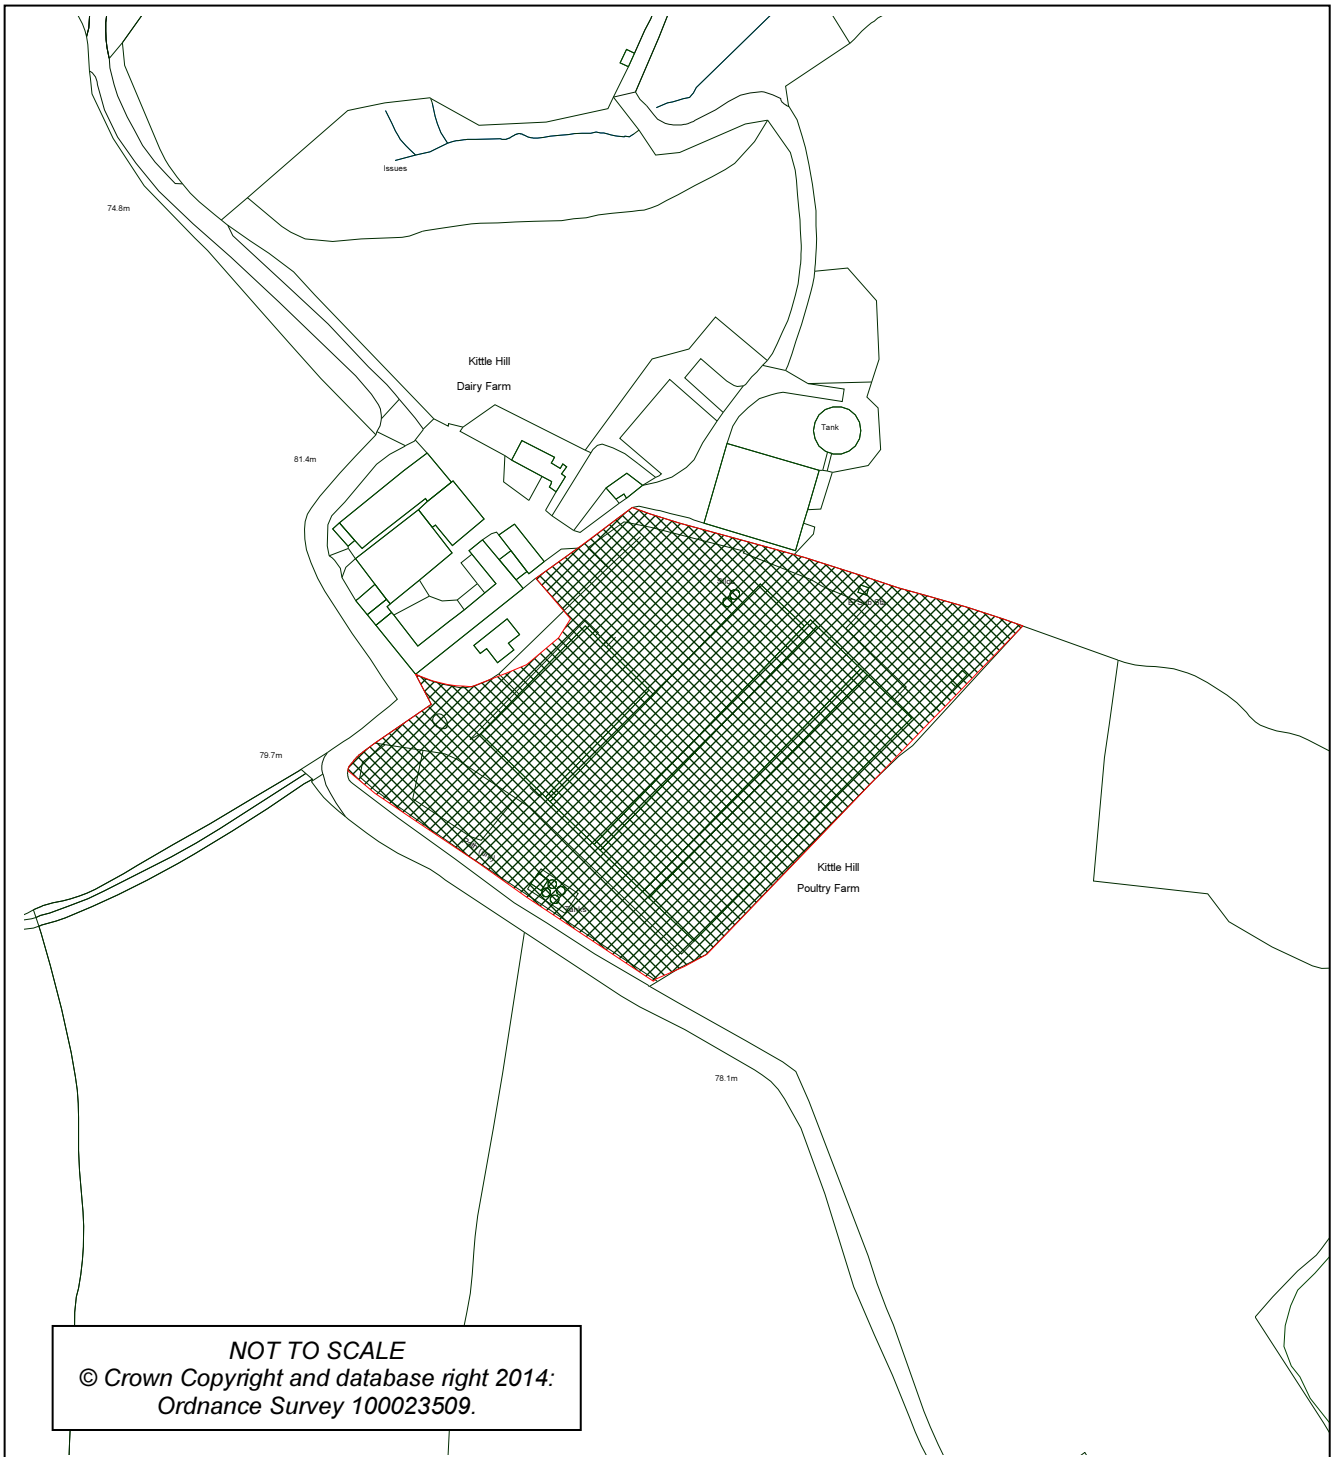 Issues
74.8m
Kittle Hill
Dairy Farm
Tank
81.4m
79.7m
Kittle Hill
Poultry Farm
Tanks
78.1m
NOT TO SCALE
© Crown Copyright and database right 2014:
Ordnance Survey 100023509.